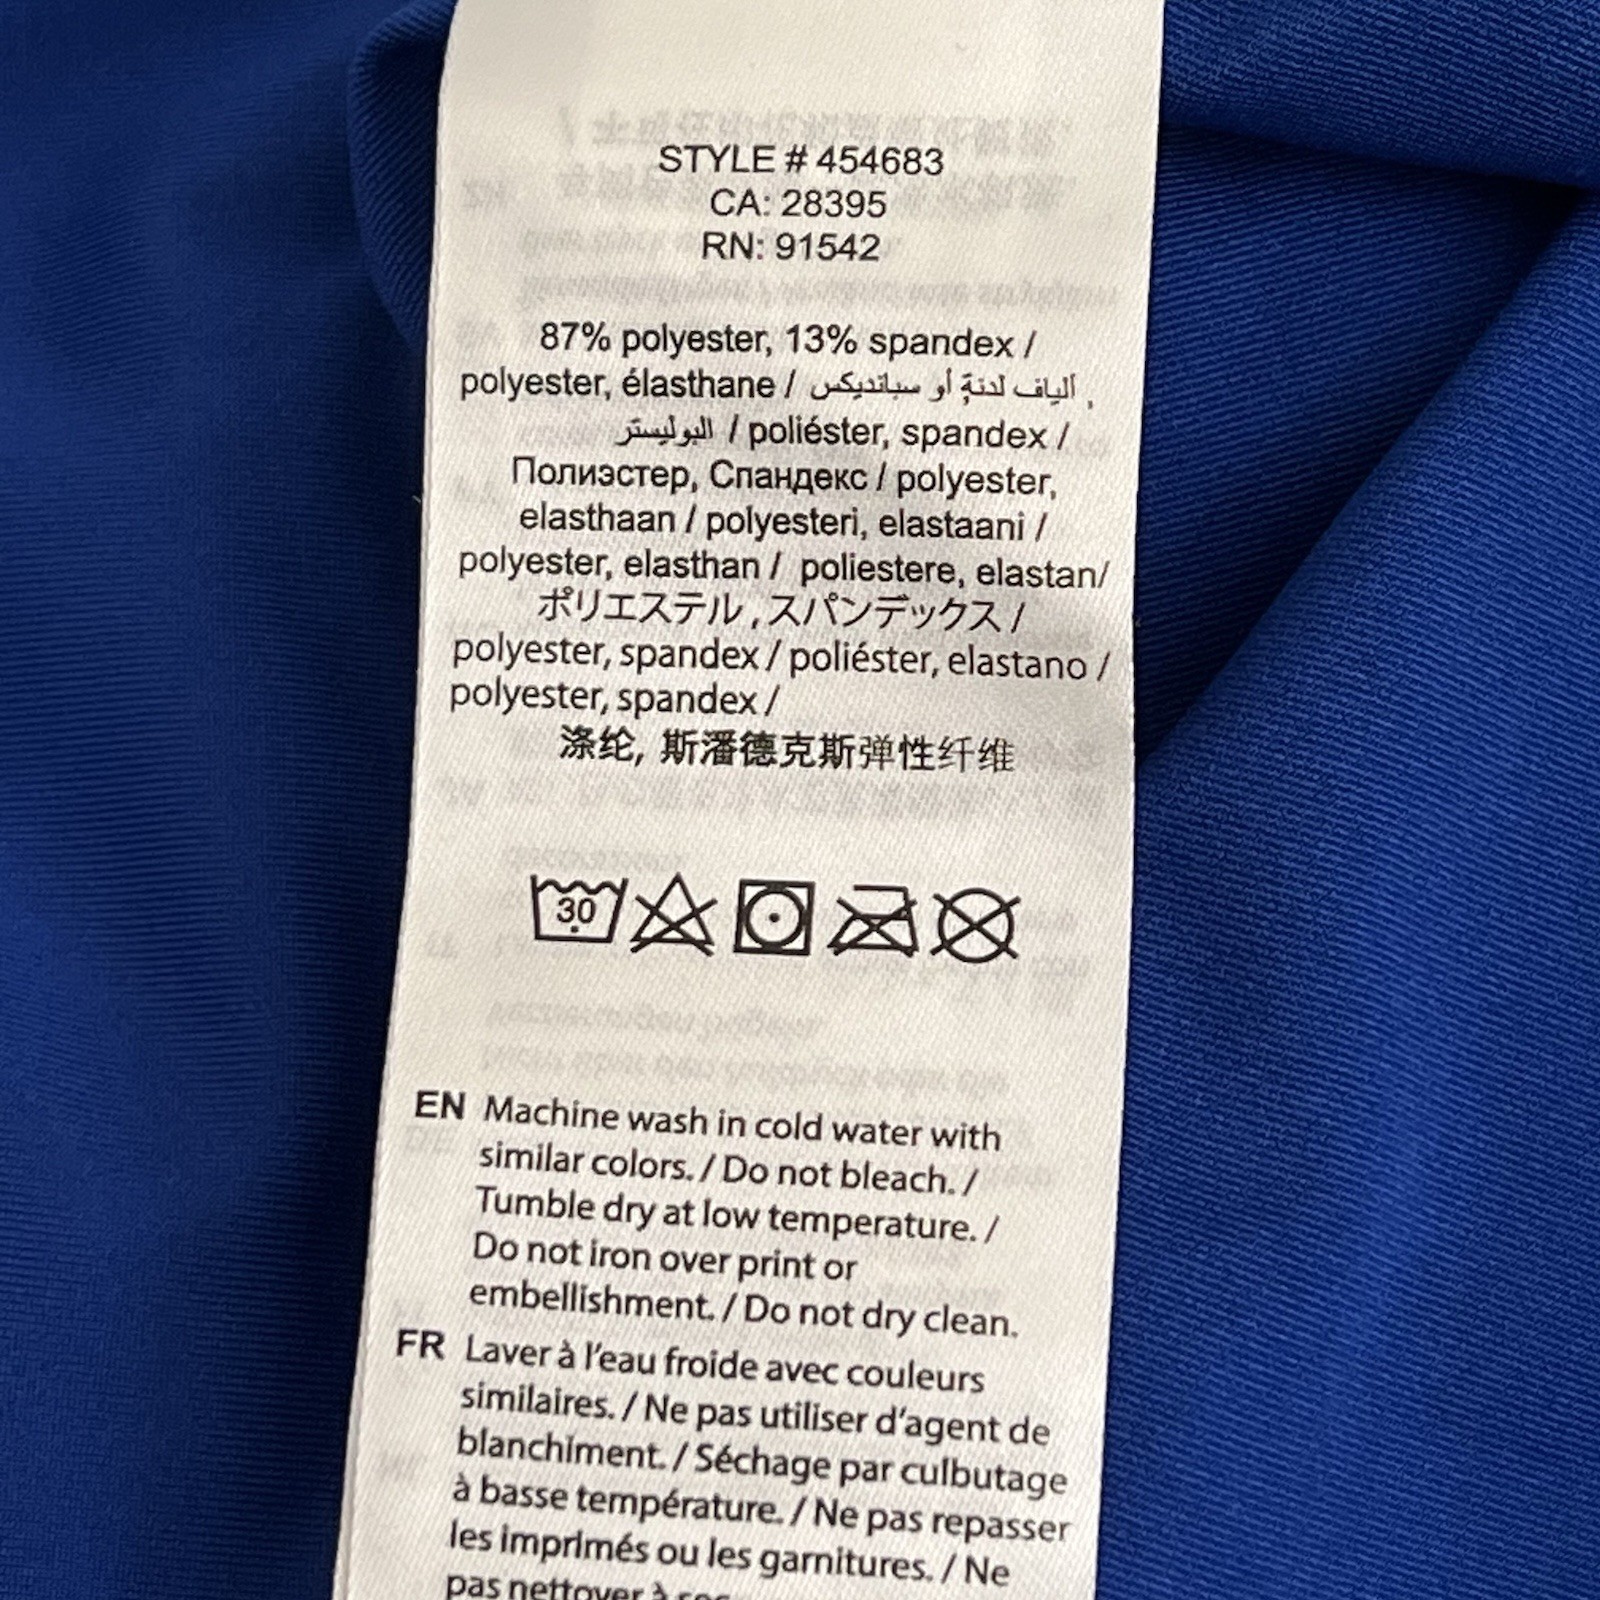 STYLE # 454683
CA: 28395
RN: 91542
87% polyester, 13% spandex /
polyester, élasthane / ألياف لدنة أو سبانديكس ,
البوليستر / poliéster, spandex /
Полиэстер, Спандекс / polyester,
elasthaan / polyesteri, elastaani /
polyester, elasthan / poliestere, elastan/
ポリエステル , スパンデックス /
polyester, spandex / poliéster, elastano /
polyester, spandex /
涤纶, 斯潘德克斯弹性纤维
30
EN Machine wash in cold water with
similar colors. / Do not bleach. /
Tumble dry at low temperature. /
Do not iron over print or
embellishment. / Do not dry clean.
FR Laver à l'eau froide avec couleurs
similaires. / Ne pas utiliser d'agent de
blanchiment. / Séchage par culbutage
à basse température. / Ne pas repasser
les imprimés ou les garnitures. / Ne
pas nettoyer à